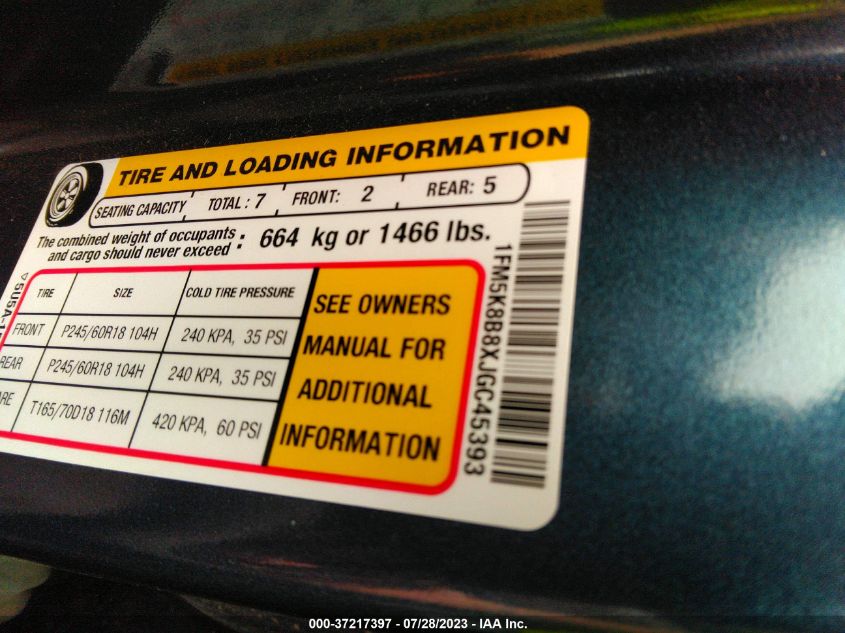 TIRE AND LOADING INFORMATION
SEATING CAPACITY TOTAL : 7 FRONT: 2 REAR: 5
The combined weight of occupants and cargo should never exceed : 664 kg or 1466 lbs.
TIRE SIZE COLD TIRE PRESSURE
FRONT P245/60R18 104H 240 KPA, 35 PSI
REAR P245/60R18 104H 240 KPA, 35 PSI
T165/70D18 116M 420 KPA, 60 PSI
SEE OWNERS
MANUAL FOR
ADDITIONAL
INFORMATION
1FM5K8B8XJGC45393
5U5A-1
000-37217397 - 07/28/2023 - IAA Inc.